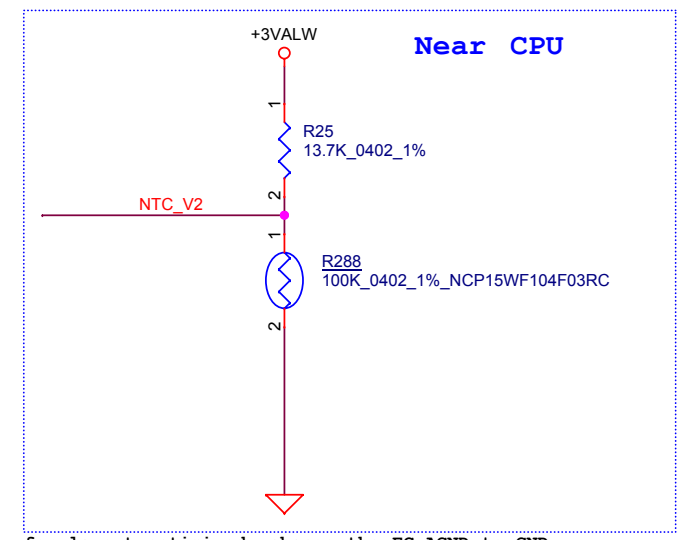 +3VALW
Near CPU
1
R25
13.7K_0402_1%
2
NTC_V2
1
R288
100K_0402_1%_NCP15WF104F03RC
2